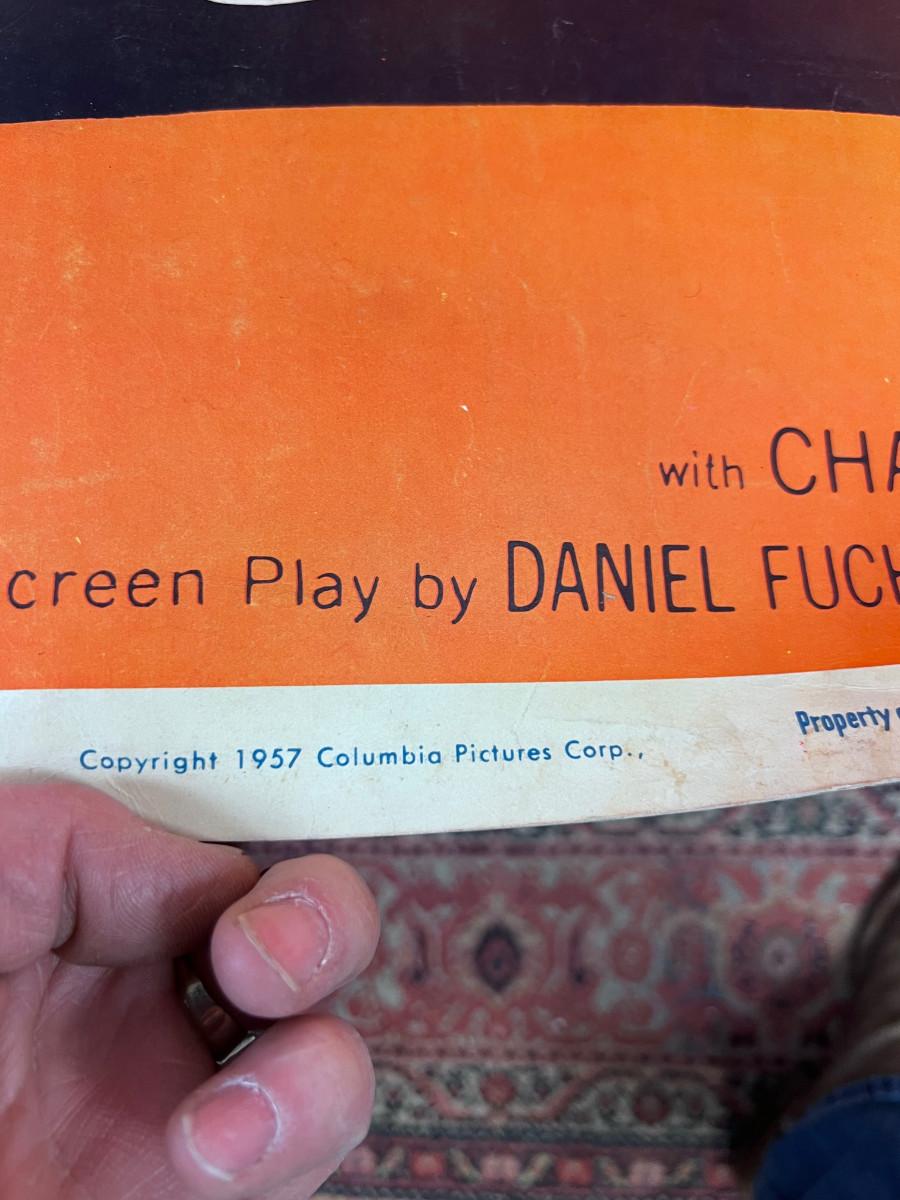 with CHA
creen Play by DANIEL FUCH
Copyright 1957 Columbia Pictures Corp.,
Property